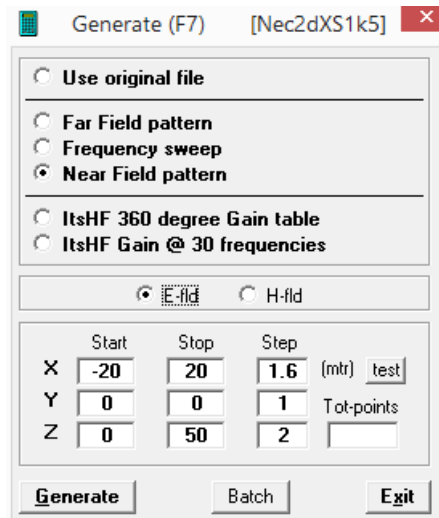 Generate (F7) [Nec2dXS1k5]
Use original file
Far Field pattern
Frequency sweep
Near Field pattern
ItsHF 360 degree Gain table
ItsHF Gain @ 30 frequencies
E-fld H-fld
Start Stop Step
X -20 20 1.6 (mtr) test
Y 0 0 1 Tot-points
Z 0 50 2
Generate Batch Exit